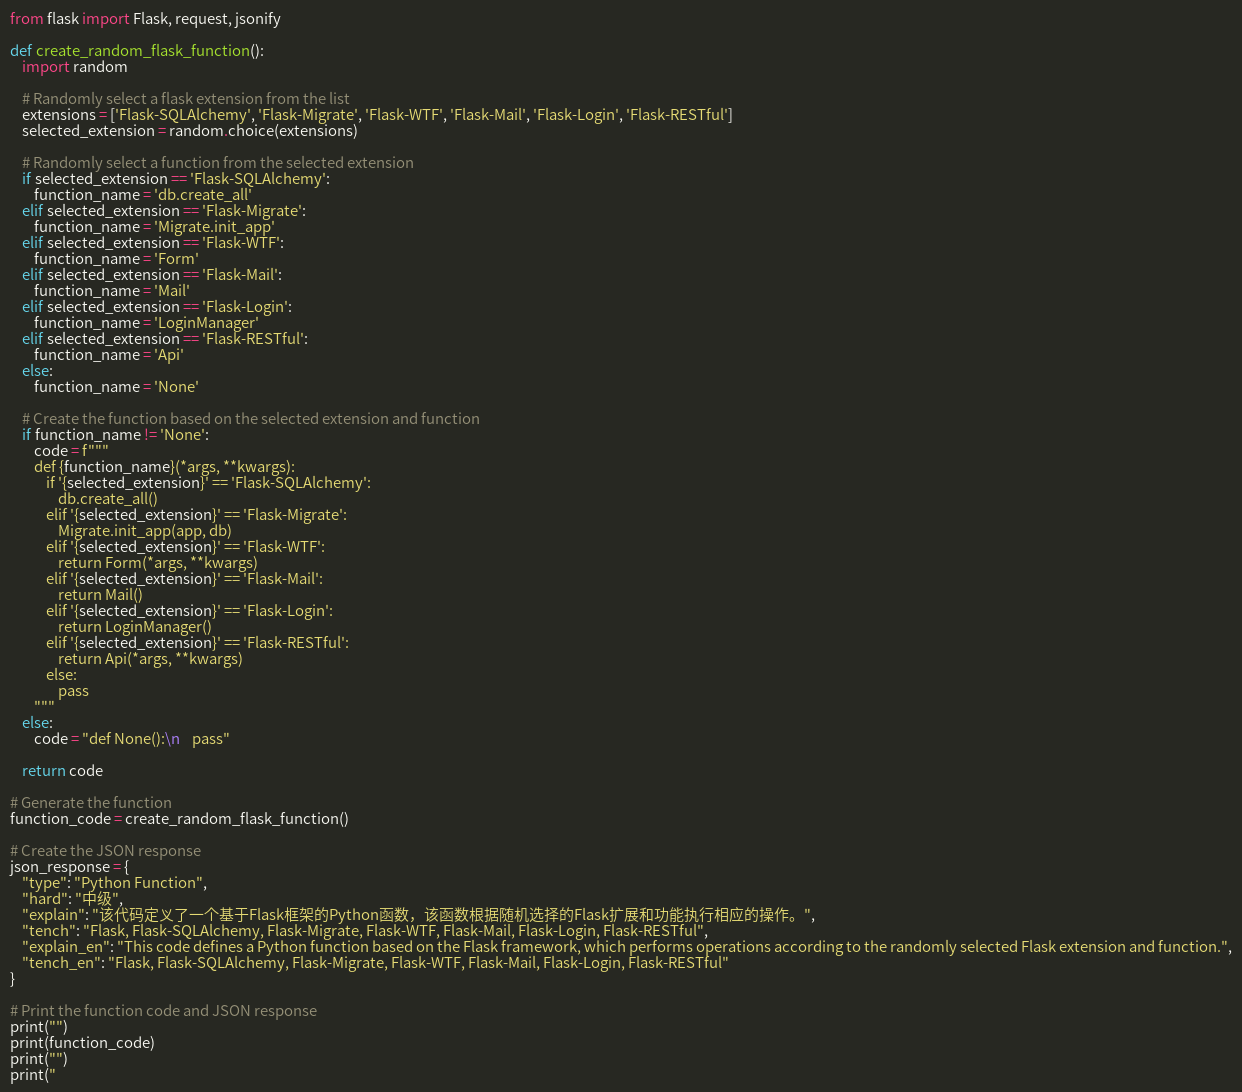 from flask import Flask, request, jsonify

def create_random_flask_function():
    import random

    # Randomly select a flask extension from the list
    extensions = ['Flask-SQLAlchemy', 'Flask-Migrate', 'Flask-WTF', 'Flask-Mail', 'Flask-Login', 'Flask-RESTful']
    selected_extension = random.choice(extensions)

    # Randomly select a function from the selected extension
    if selected_extension == 'Flask-SQLAlchemy':
        function_name = 'db.create_all'
    elif selected_extension == 'Flask-Migrate':
        function_name = 'Migrate.init_app'
    elif selected_extension == 'Flask-WTF':
        function_name = 'Form'
    elif selected_extension == 'Flask-Mail':
        function_name = 'Mail'
    elif selected_extension == 'Flask-Login':
        function_name = 'LoginManager'
    elif selected_extension == 'Flask-RESTful':
        function_name = 'Api'
    else:
        function_name = 'None'

    # Create the function based on the selected extension and function
    if function_name != 'None':
        code = f"""
        def {function_name}(*args, **kwargs):
            if '{selected_extension}' == 'Flask-SQLAlchemy':
                db.create_all()
            elif '{selected_extension}' == 'Flask-Migrate':
                Migrate.init_app(app, db)
            elif '{selected_extension}' == 'Flask-WTF':
                return Form(*args, **kwargs)
            elif '{selected_extension}' == 'Flask-Mail':
                return Mail()
            elif '{selected_extension}' == 'Flask-Login':
                return LoginManager()
            elif '{selected_extension}' == 'Flask-RESTful':
                return Api(*args, **kwargs)
            else:
                pass
        """
    else:
        code = "def None():\n    pass"

    return code

# Generate the function
function_code = create_random_flask_function()

# Create the JSON response
json_response = {
    "type": "Python Function",
    "hard": "中级",
    "explain": "该代码定义了一个基于Flask框架的Python函数，该函数根据随机选择的Flask扩展和功能执行相应的操作。",
    "tench": "Flask, Flask-SQLAlchemy, Flask-Migrate, Flask-WTF, Flask-Mail, Flask-Login, Flask-RESTful",
    "explain_en": "This code defines a Python function based on the Flask framework, which performs operations according to the randomly selected Flask extension and function.",
    "tench_en": "Flask, Flask-SQLAlchemy, Flask-Migrate, Flask-WTF, Flask-Mail, Flask-Login, Flask-RESTful"
}

# Print the function code and JSON response
print("")
print(function_code)
print("")
print("